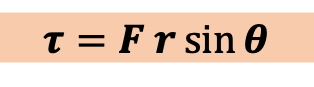 τ = F r sin θ